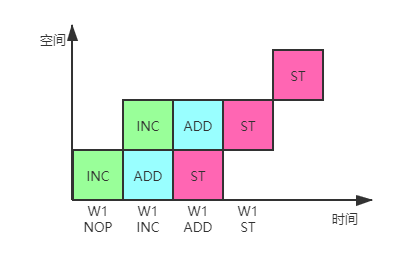 空间
ST
INC ADD ST
INC ADD ST
W1 W1 W1 W1
NOP INC ADD ST
时间